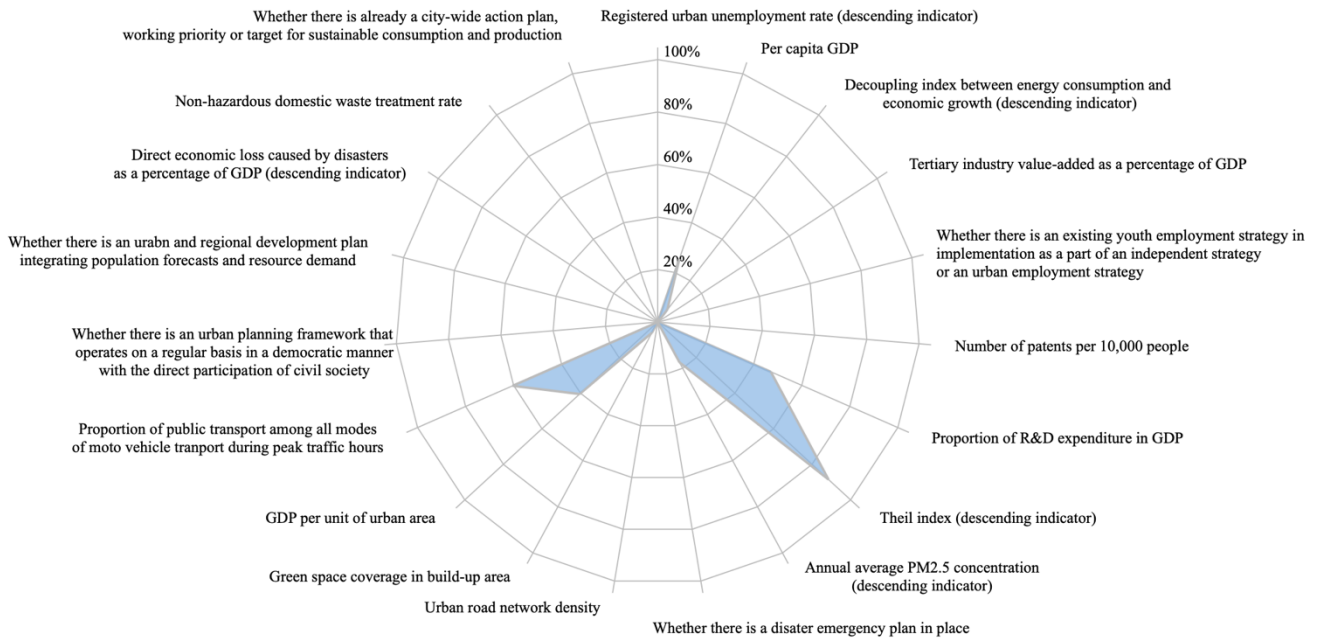 Whether there is already a city-wide action plan,
working priority or target for sustainable consumption and production
Registered urban unemployment rate (descending indicator)
Per capita GDP
Decoupling index between energy consumption and
economic growth (descending indicator)
Tertiary industry value-added as a percentage of GDP
Whether there is an existing youth employment strategy in
implementation as a part of an independent strategy
or an urban employment strategy
Number of patents per 10,000 people
Proportion of R&D expenditure in GDP
Theil index (descending indicator)
Annual average PM2.5 concentration
(descending indicator)
Whether there is a disater emergency plan in place
Urban road network density
Green space coverage in build-up area
GDP per unit of urban area
Proportion of public transport among all modes
of moto vehicle tranport during peak traffic hours
Whether there is an urban planning framework that
operates on a regular basis in a democratic manner
with the direct participation of civil society
Whether there is an urabn and regional development plan
integrating population forecasts and resource demand
Direct economic loss caused by disasters
as a percentage of GDP (descending indicator)
Non-hazardous domestic waste treatment rate
100%
80%
60%
40%
20%